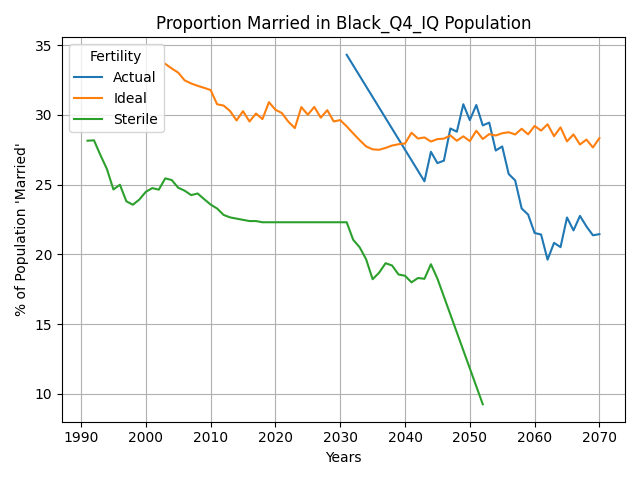 Proportion Married in Black_Q4_IQ Population
% of Population 'Married'
35
30
25
20
15
10
Fertility
Actual
Ideal
Sterile
1990 2000 2010 2020 2030 2040 2050 2060 2070
Years